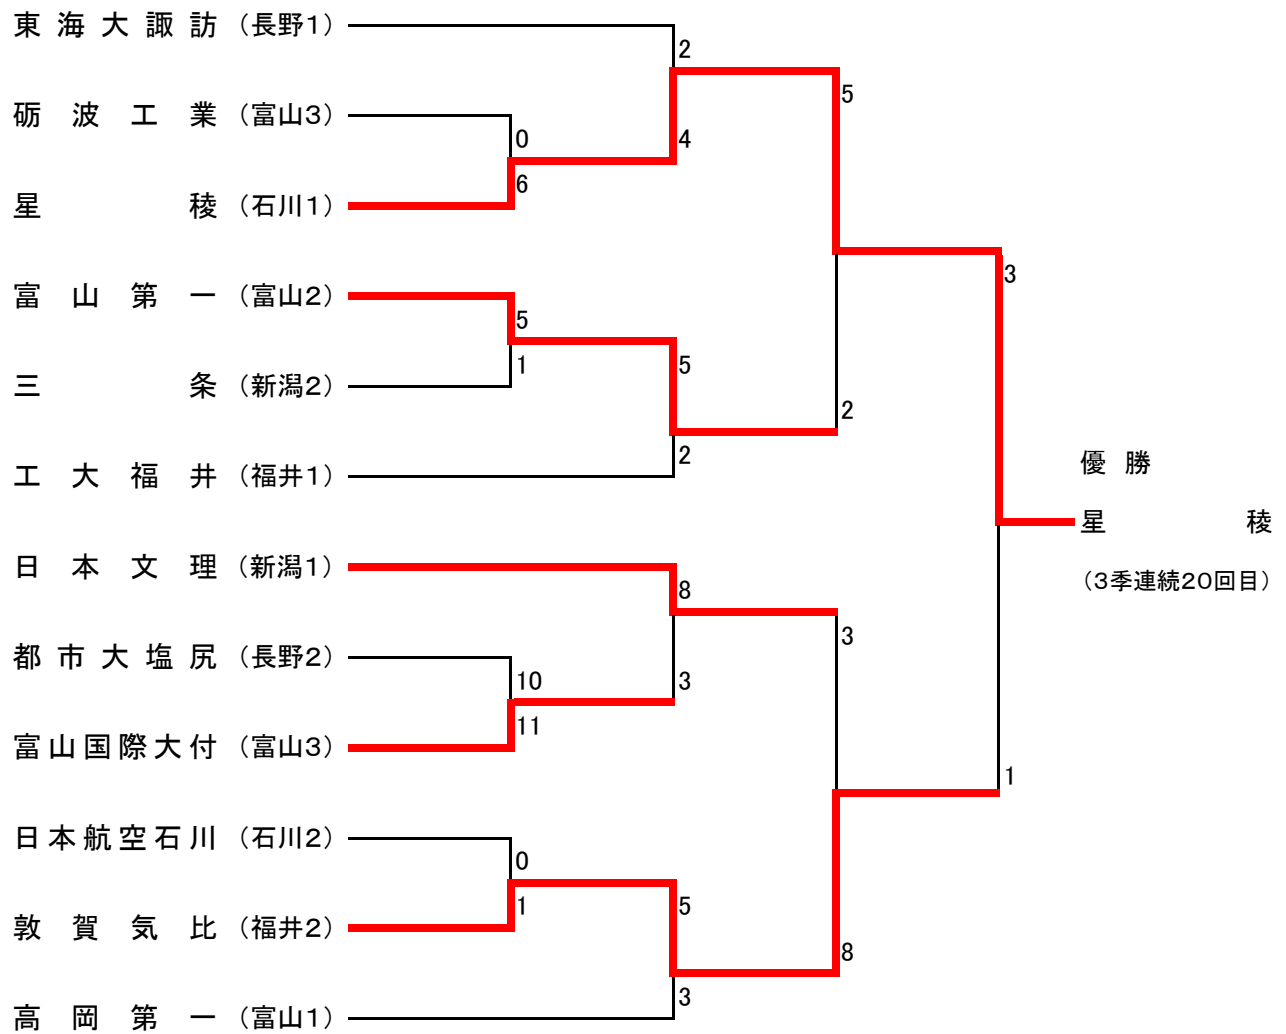 東海大諏訪（長野１）
2
5
砺波工業（富山３）
0
4
6
星稜（石川１）
3
富山第一（富山２）
5
5
1
三条（新潟２）
2
2
工大福井（福井１）
優勝
星稜
（３季連続２０回目）
日本文理（新潟１）
8
3
都市大塩尻（長野２）
10
3
11
富山国際大付（富山３）
1
日本航空石川（石川２）
0
1
5
敦賀気比（福井２）
8
3
高岡第一（富山１）